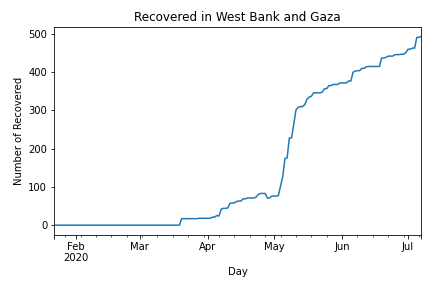 Recovered in West Bank and Gaza
500
400
300
200
100
0
Number of Recovered
Feb Mar Apr May Jun Jul
2020
Day